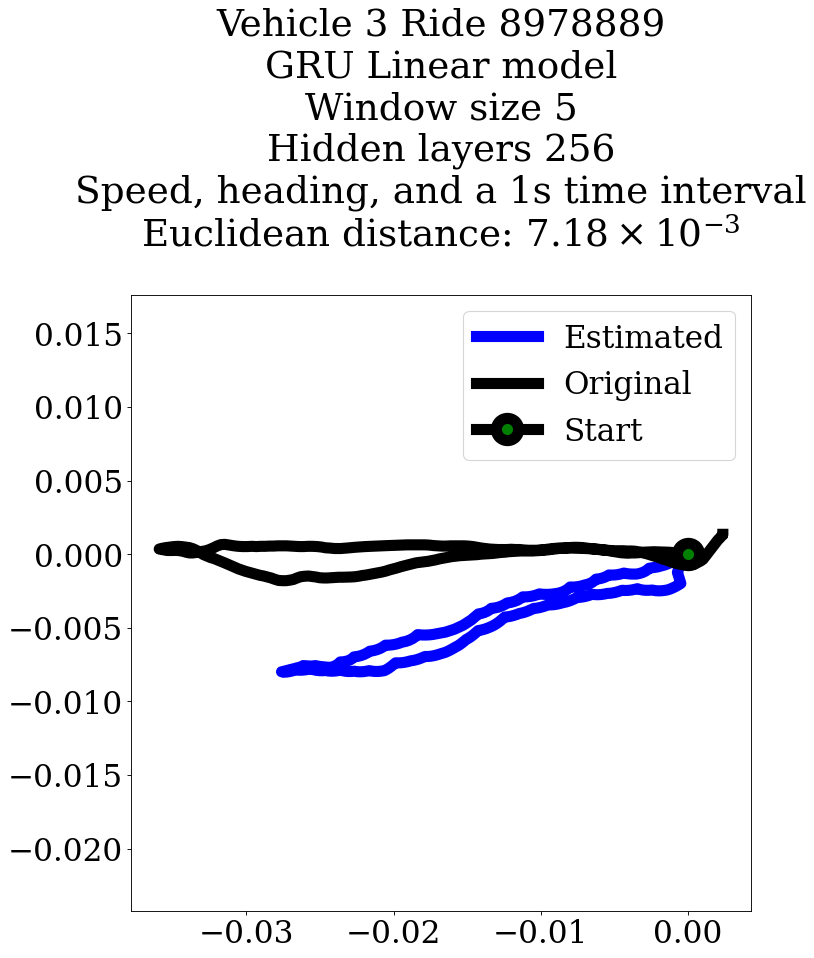 Vehicle 3 Ride 8978889
GRU Linear model
Window size 5
Hidden layers 256
Speed, heading, and a 1s time interval
Euclidean distance: 7.18 × 10⁻³
Estimated
Original
Start
0.015
0.010
0.005
0.000
−0.005
−0.010
−0.015
−0.020
−0.03 −0.02 −0.01 0.00